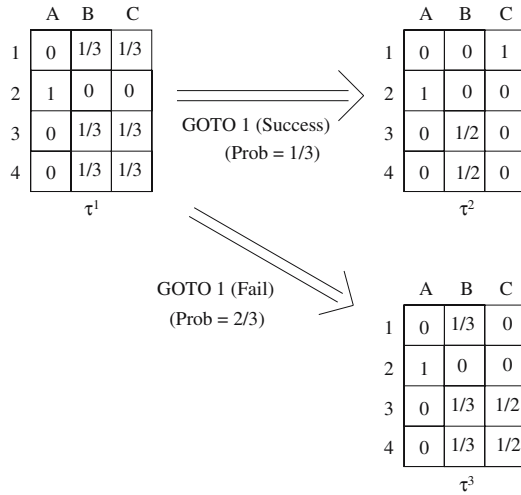 A B C
1 0 1/3 1/3
2 1 0 0
3 0 1/3 1/3
4 0 1/3 1/3
τ¹
GOTO 1 (Success)
(Prob = 1/3)
A B C
1 0 0 1
2 1 0 0
3 0 1/2 0
4 0 1/2 0
τ²
GOTO 1 (Fail)
(Prob = 2/3)
A B C
1 0 1/3 0
2 1 0 0
3 0 1/3 1/2
4 0 1/3 1/2
τ³